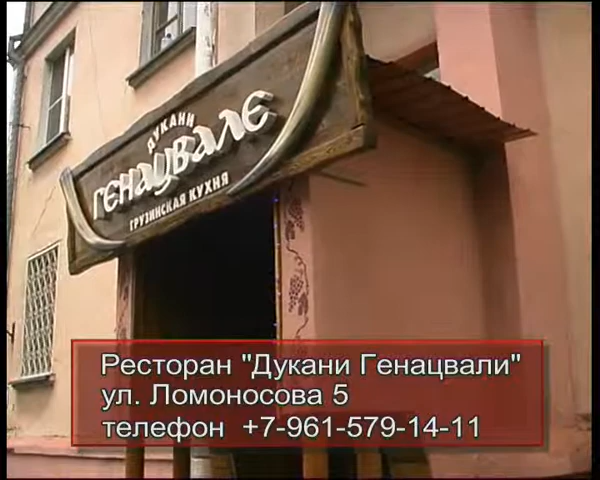 ДУКАНИ
ГЕНАЦВАЛЕ
ГРУЗИНСКАЯ КУХНЯ
Ресторан "Дукани Генацвали"
ул. Ломоносова 5
телефон +7-961-579-14-11